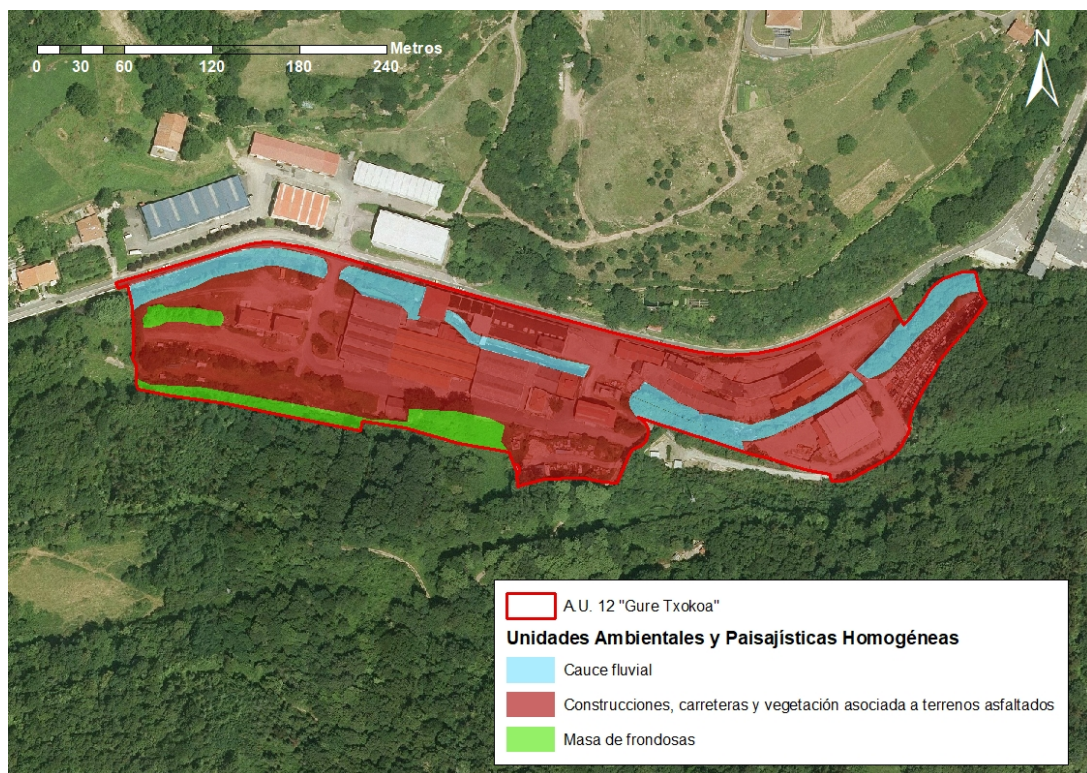 Metros
0 30 60 120 180 240
N
A.U. 12 "Gure Txokoa"
Unidades Ambientales y Paisajísticas Homogéneas
Cauce fluvial
Construcciones, carreteras y vegetación asociada a terrenos asfaltados
Masa de frondosas